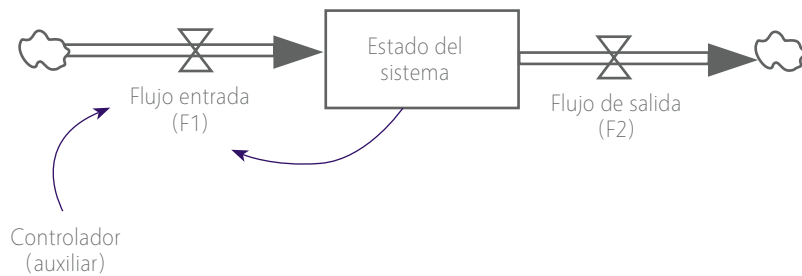 Estado del
sistema
Flujo entrada
(F1)
Flujo de salida
(F2)
Controlador
(auxiliar)